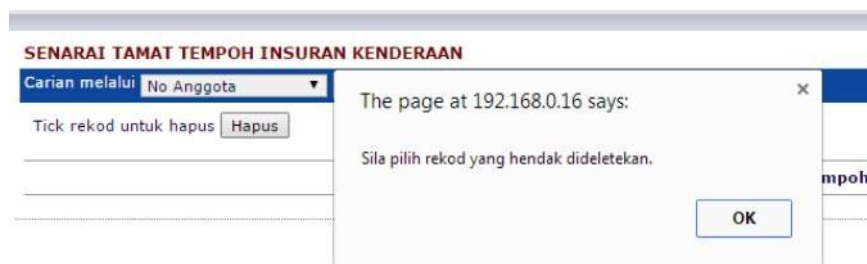 SENARAI TAMAT TEMPOH INSURAN KENDERAAN
Carian melalui No Anggota
Tick rekod untuk hapus Hapus
The page at 192.168.0.16 says:
Sila pilih rekod yang hendak dideletekan.
OK